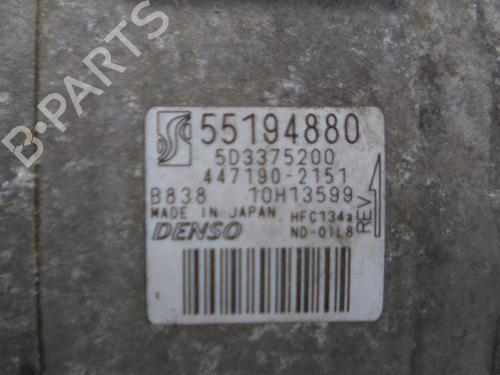 B-PARTS
55194880
5D3375200
447190-2151
B838 10H13599
MADE IN JAPAN HFC134a
DENSO ND-OIL8
REV